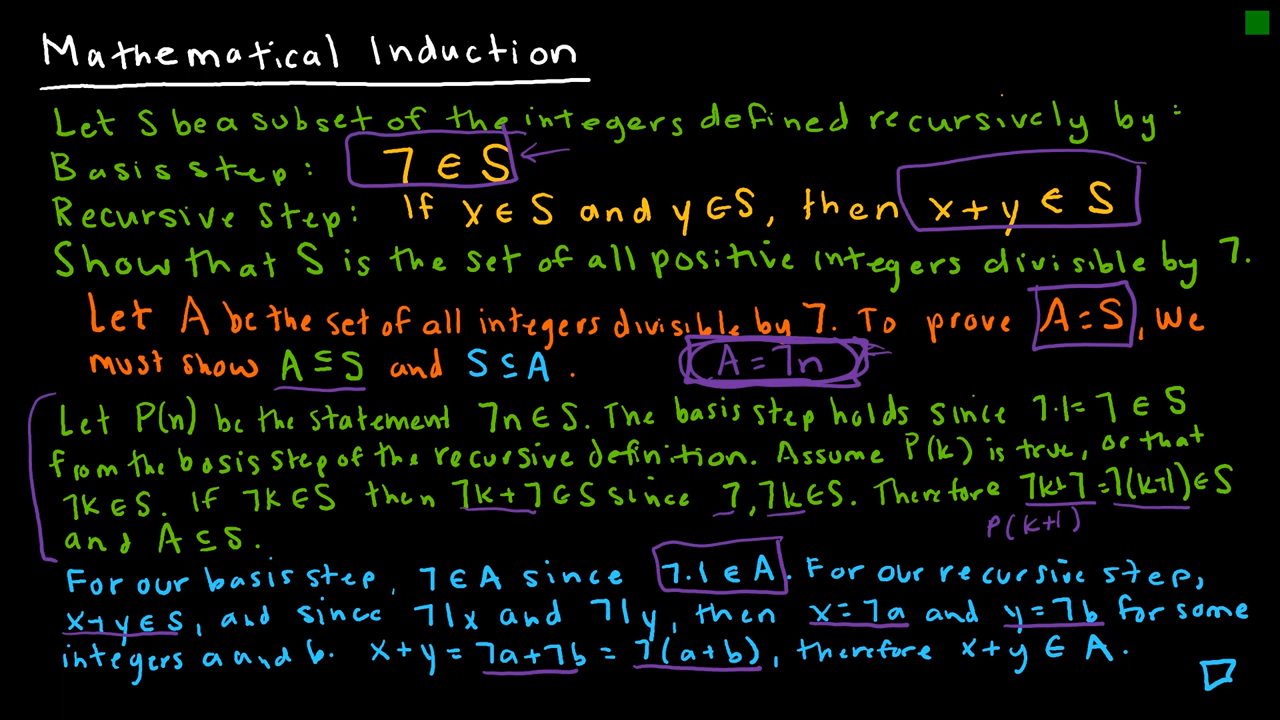 Mathematical Induction
Let S be a subset of the integers defined recursively by:
Basis step: 7 ∈ S
Recursive Step: If x ∈ S and y ∈ S, then x + y ∈ S
Show that S is the set of all positive integers divisible by 7.
Let A be the set of all integers divisible by 7. To prove A = S, we
must show A ⊆ S and S ⊆ A. A = 7n
Let P(n) be the statement 7n ∈ S. The basis step holds since 7·1 = 7 ∈ S
from the basis step of the recursive definition. Assume P(k) is true, or that
7k ∈ S. If 7k ∈ S then 7k + 7 ∈ S since 7, 7k ∈ S. Therefore 7k+7 = 7(k+1) ∈ S
P(k+1)
and A ⊆ S.
For our basis step, 7 ∈ A since 7·1 ∈ A. For our recursive step,
x+y ∈ S, and since 7|x and 7|y, then x = 7a and y = 7b for some
integers a and b. x + y = 7a + 7b = 7(a+b), therefore x + y ∈ A.